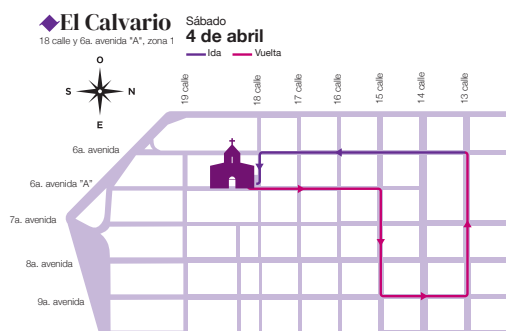 El Calvario
18 calle y 6a. avenida "A", zona 1
Sábado
4 de abril
Ida
Vuelta
O
S
N
E
19 calle
18 calle
17 calle
16 calle
15 calle
14 calle
13 calle
6a. avenida
6a. avenida "A"
7a. avenida
8a. avenida
9a. avenida